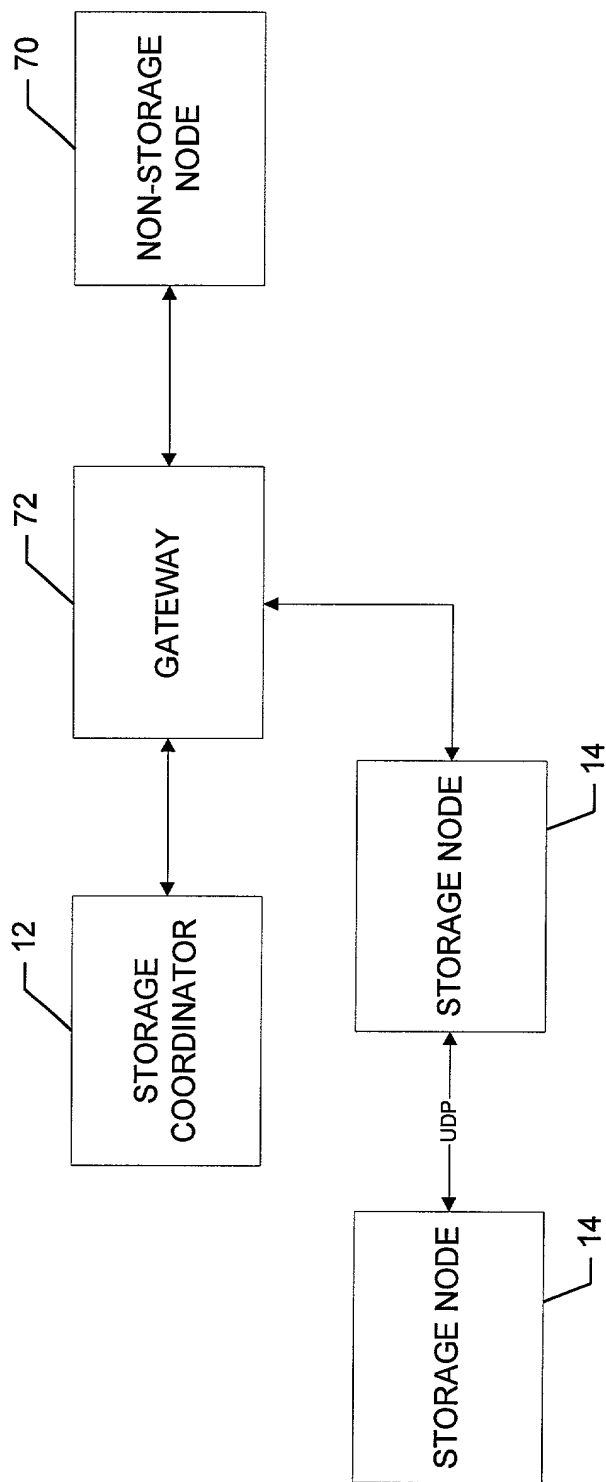 12
STORAGE
COORDINATOR
72
GATEWAY
70
NON-STORAGE
NODE
STORAGE NODE
14
UDP
STORAGE NODE
14